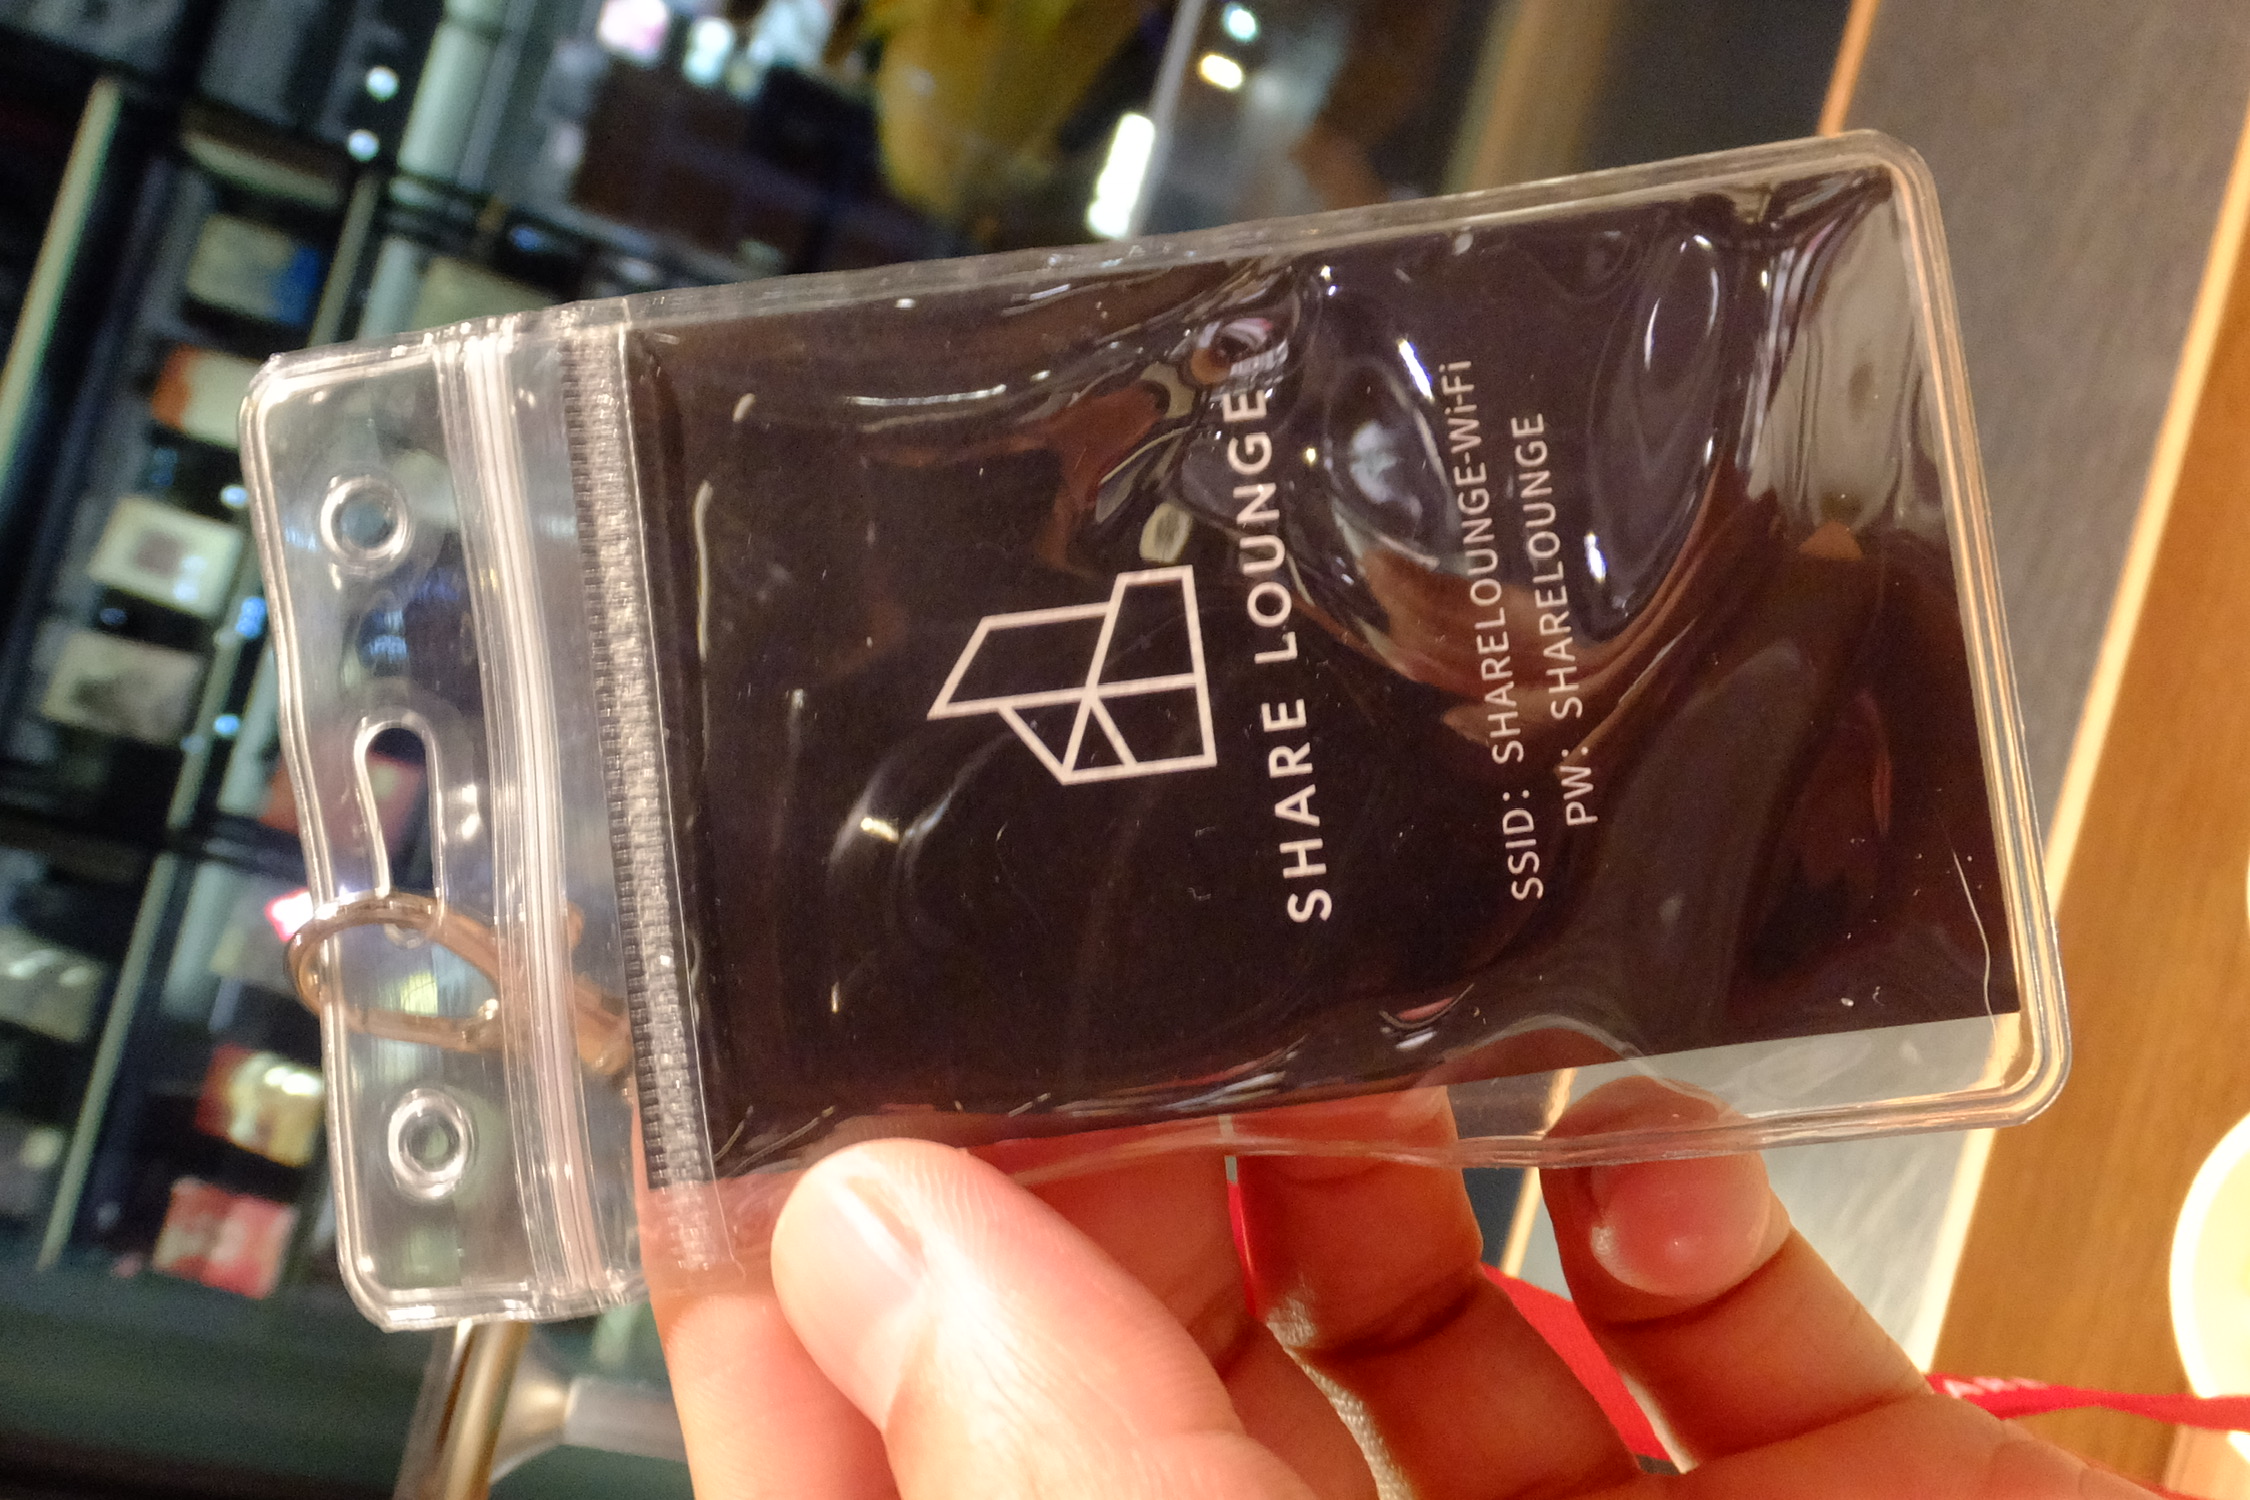 SHARE LOUNGE
SSID: SHARELOUNGE-Wi-Fi
PW: SHARELOUNGE